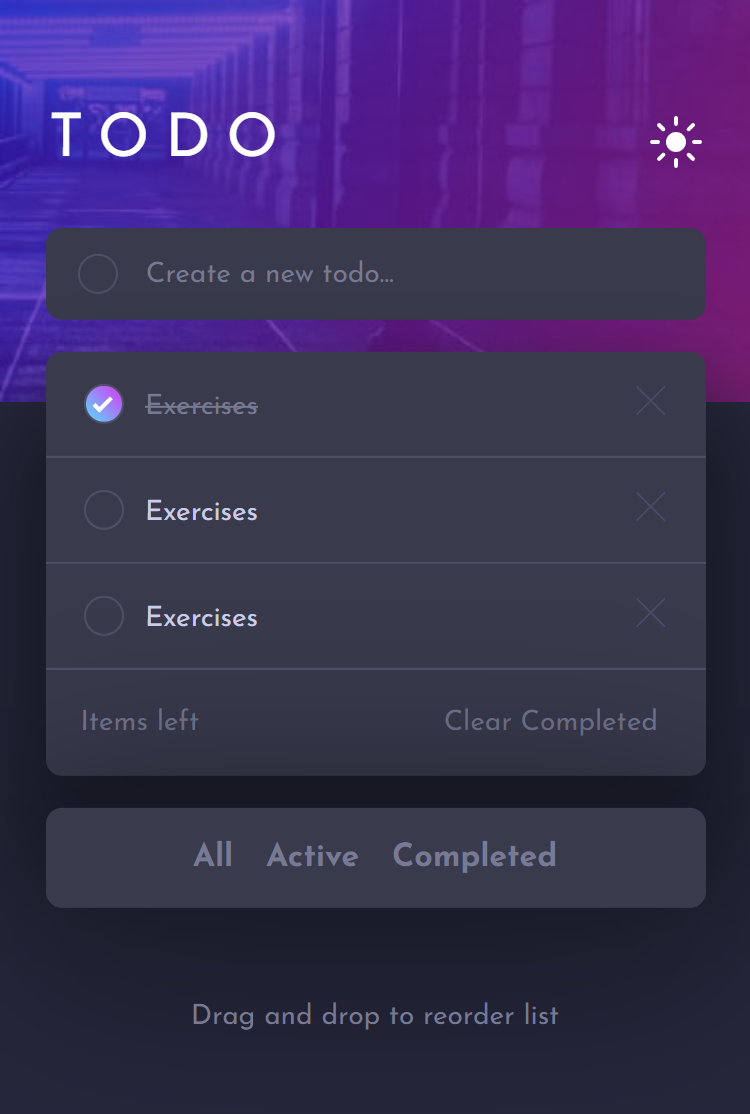 TODO
Create a new todo...
Exercises
Exercises
Exercises
Items left Clear Completed
All Active Completed
Drag and drop to reorder list